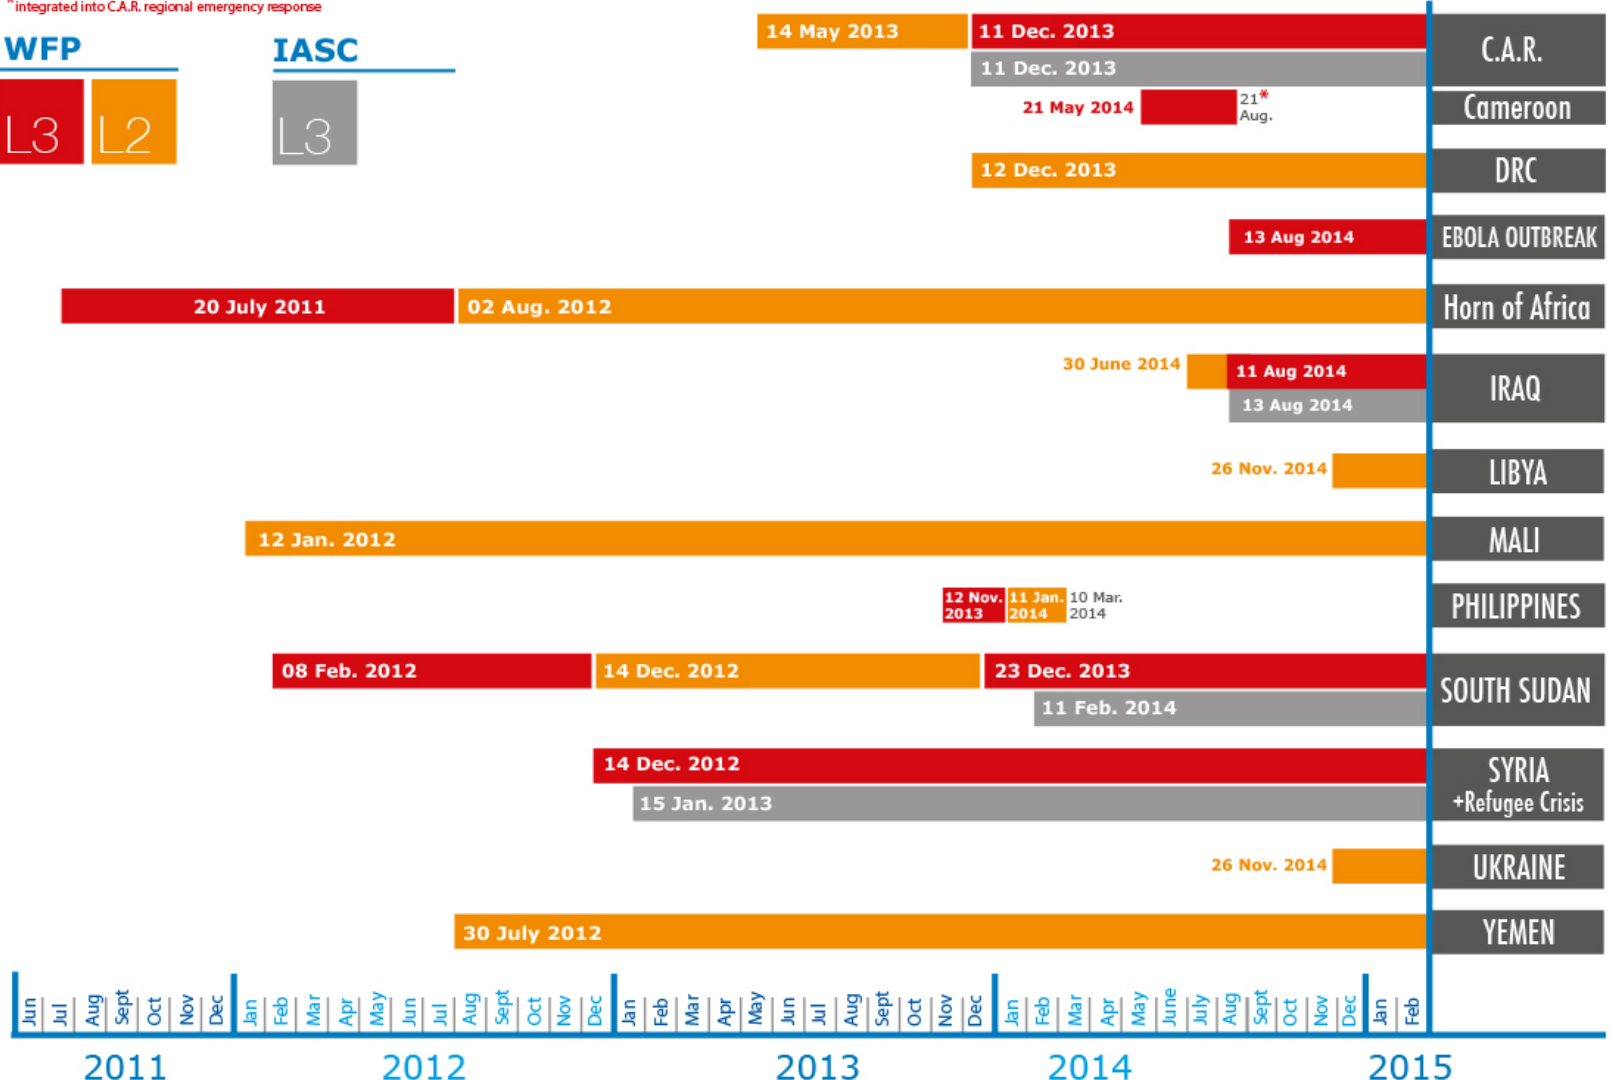 *integrated into C.A.R. regional emergency response
WFP
IASC
L3
L2
L3
14 May 2013
11 Dec. 2013
C.A.R.
11 Dec. 2013
21 May 2014
21*
Aug.
Cameroon
12 Dec. 2013
DRC
13 Aug 2014
EBOLA OUTBREAK
20 July 2011
02 Aug. 2012
Horn of Africa
30 June 2014
11 Aug 2014
IRAQ
13 Aug 2014
26 Nov. 2014
LIBYA
12 Jan. 2012
MALI
12 Nov.
2013
11 Jan.
2014
10 Mar.
2014
PHILIPPINES
08 Feb. 2012
14 Dec. 2012
23 Dec. 2013
SOUTH SUDAN
11 Feb. 2014
14 Dec. 2012
SYRIA
+Refugee Crisis
15 Jan. 2013
26 Nov. 2014
UKRAINE
30 July 2012
YEMEN
Jun Jul Aug Sept Oct Nov Dec Jan Feb Mar Apr May Jun Jul Aug Sept Oct Nov Dec Jan Feb Mar Apr May Jun Jul Aug Sept Oct Nov Dec Jan Feb Mar Apr May June July Aug Sept Oct Nov Dec Jan Feb
2011 2012 2013 2014 2015